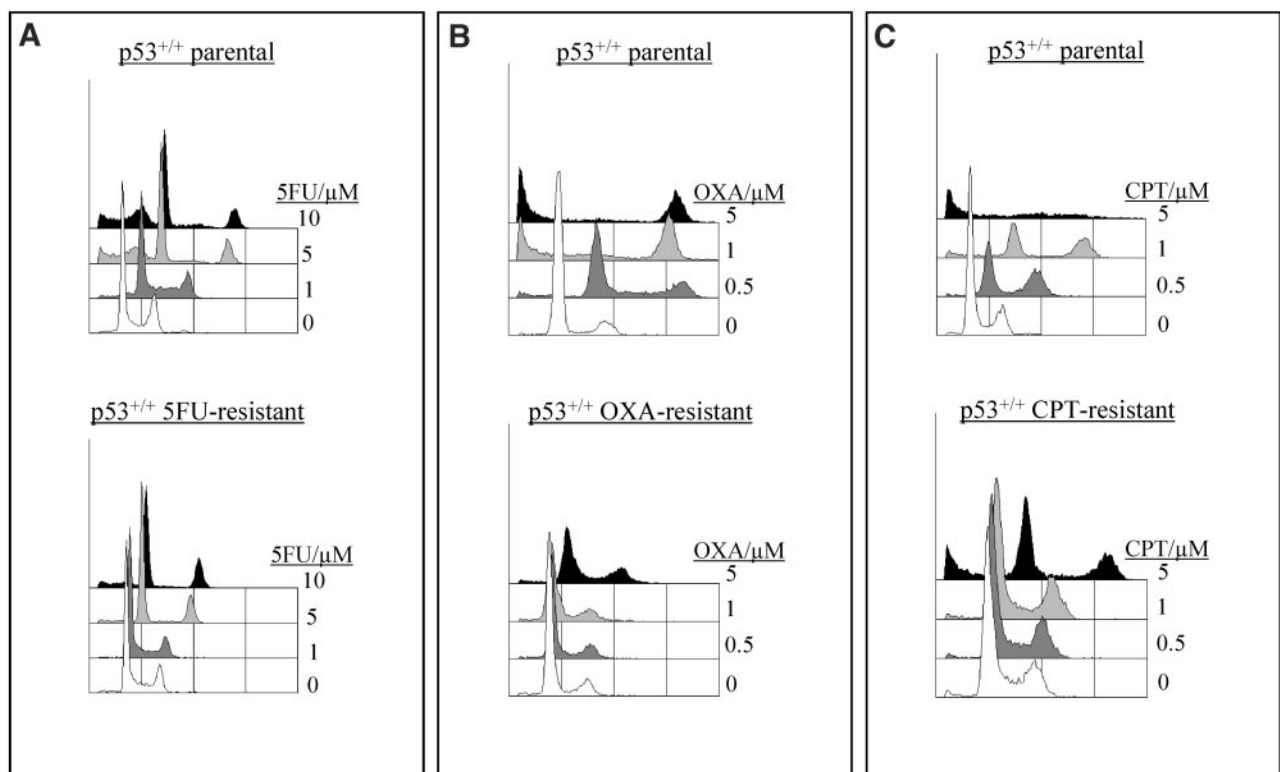 A
p53+/+ parental
5FU/µM
10
5
1
0
p53+/+ 5FU-resistant
5FU/µM
10
5
1
0
B
p53+/+ parental
OXA/µM
5
1
0.5
0
p53+/+ OXA-resistant
OXA/µM
5
1
0.5
0
C
p53+/+ parental
CPT/µM
5
1
0.5
0
p53+/+ CPT-resistant
CPT/µM
5
1
0.5
0